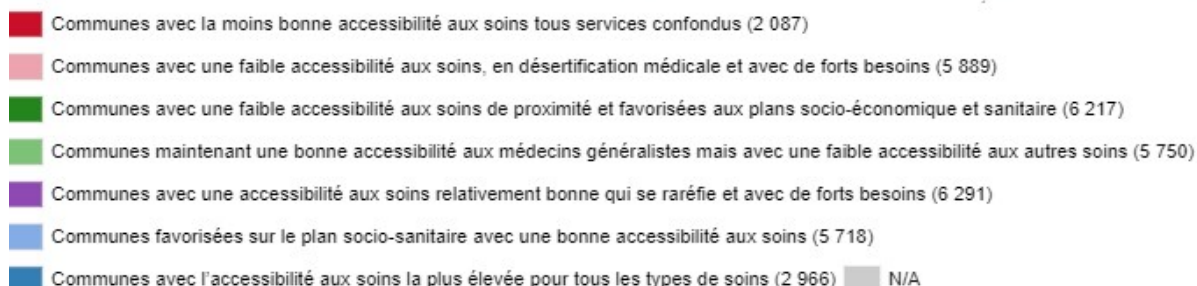 Communes avec la moins bonne accessibilité aux soins tous services confondus (2 087)
Communes avec une faible accessibilité aux soins, en désertification médicale et avec de forts besoins (5 889)
Communes avec une faible accessibilité aux soins de proximité et favorisées aux plans socio-économique et sanitaire (6 217)
Communes maintenant une bonne accessibilité aux médecins généralistes mais avec une faible accessibilité aux autres soins (5 750)
Communes avec une accessibilité aux soins relativement bonne qui se raréfie et avec de forts besoins (6 291)
Communes favorisées sur le plan socio-sanitaire avec une bonne accessibilité aux soins (5 718)
Communes avec l'accessibilité aux soins la plus élevée pour tous les types de soins (2 966) N/A